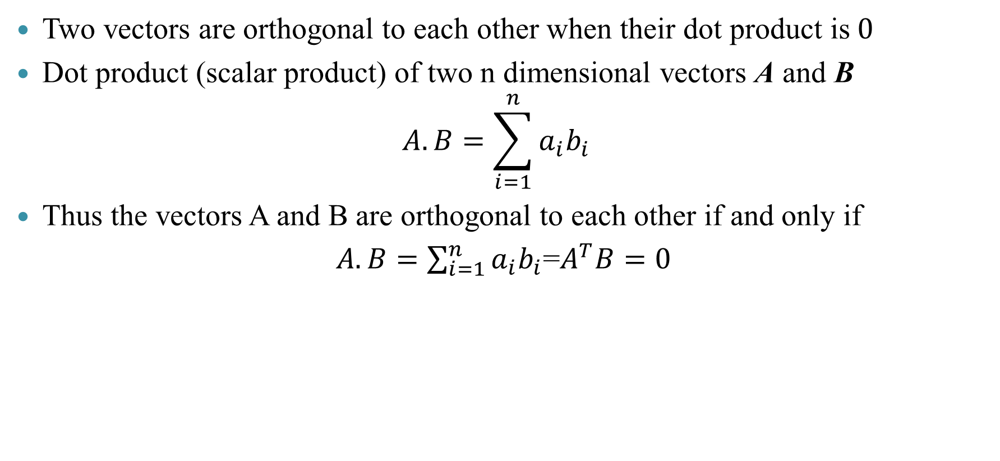 • Two vectors are orthogonal to each other when their dot product is 0
• Dot product (scalar product) of two n dimensional vectors A and B
A. B = ∑_{i=1}^{n} a_i b_i
• Thus the vectors A and B are orthogonal to each other if and only if
A. B = ∑_{i=1}^{n} a_i b_i=A^T B = 0